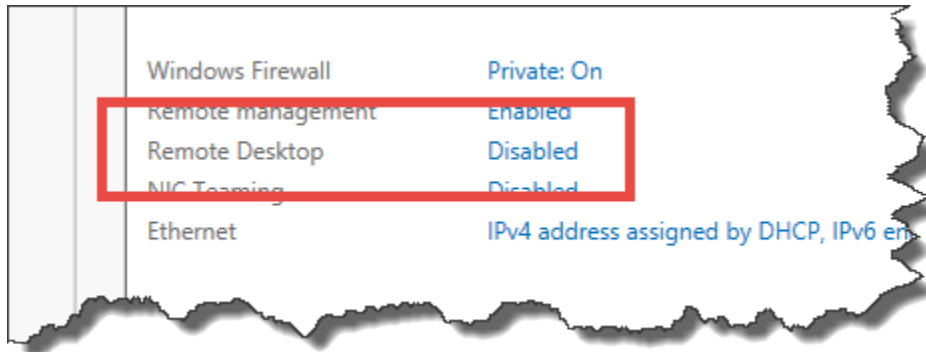 Windows Firewall Private: On
Remote management Enabled
Remote Desktop Disabled
NIC Teaming Disabled
Ethernet IPv4 address assigned by DHCP, IPv6